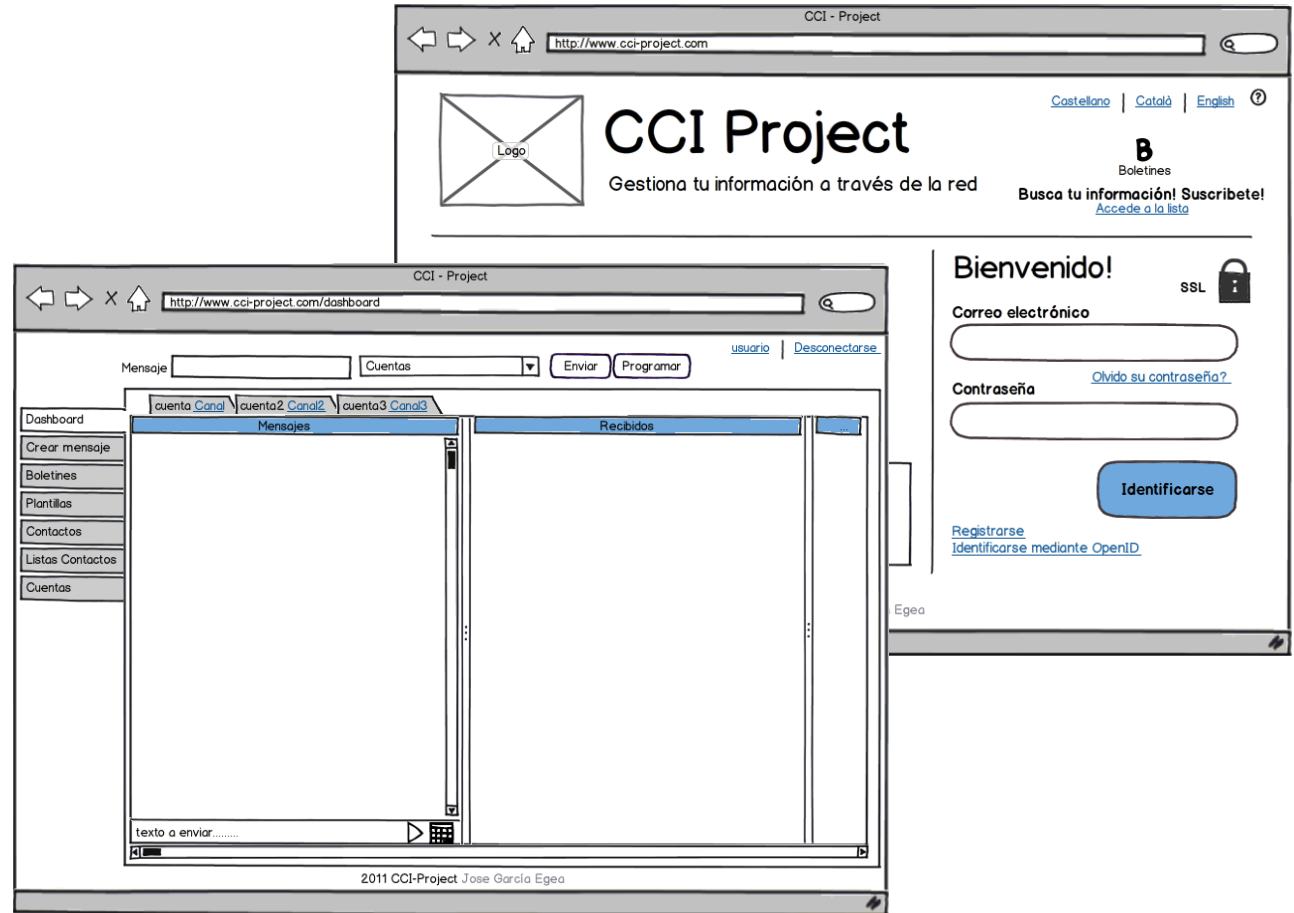 CCI - Project
http://www.cci-project.com
Logo
CCI Project
Gestiona tu información a través de la red
Castellano | Català | English ?
B
Boletines
Busca tu información! Suscribete!
Accede a la lista
Bienvenido!
SSL
Correo electrónico
Olvido su contraseña?
Contraseña
Identificarse
Registrarse
Identificarse mediante OpenID
Egea
CCI - Project
http://www.cci-project.com/dashboard
usuario | Desconectarse
Mensaje Cuentas Enviar Programar
cuenta Canal cuenta2 Canal2 cuenta3 Canal3
Mensajes Recibidos ...
Dashboard
Crear mensaje
Boletines
Plantillas
Contactos
Listas Contactos
Cuentas
texto a enviar.........
2011 CCI-Project Jose García Egea